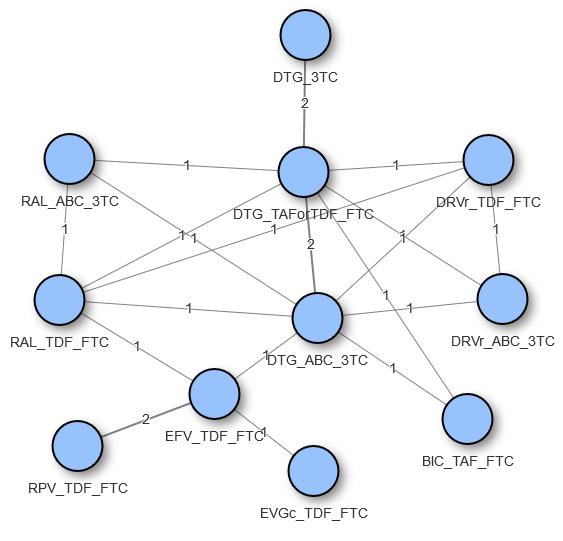 DTG_3TC
2
1
1
RAL_ABC_3TC
DTG_TAForTDF_FTC
DRVr_TDF_FTC
1
1
1
1
1
1
2
1
1
1
1
RAL_TDF_FTC
DTG_ABC_3TC
DRVr_ABC_3TC
1
1
1
2
EFV_TDF_FTC
1
BIC_TAF_FTC
RPV_TDF_FTC
EVGc_TDF_FTC